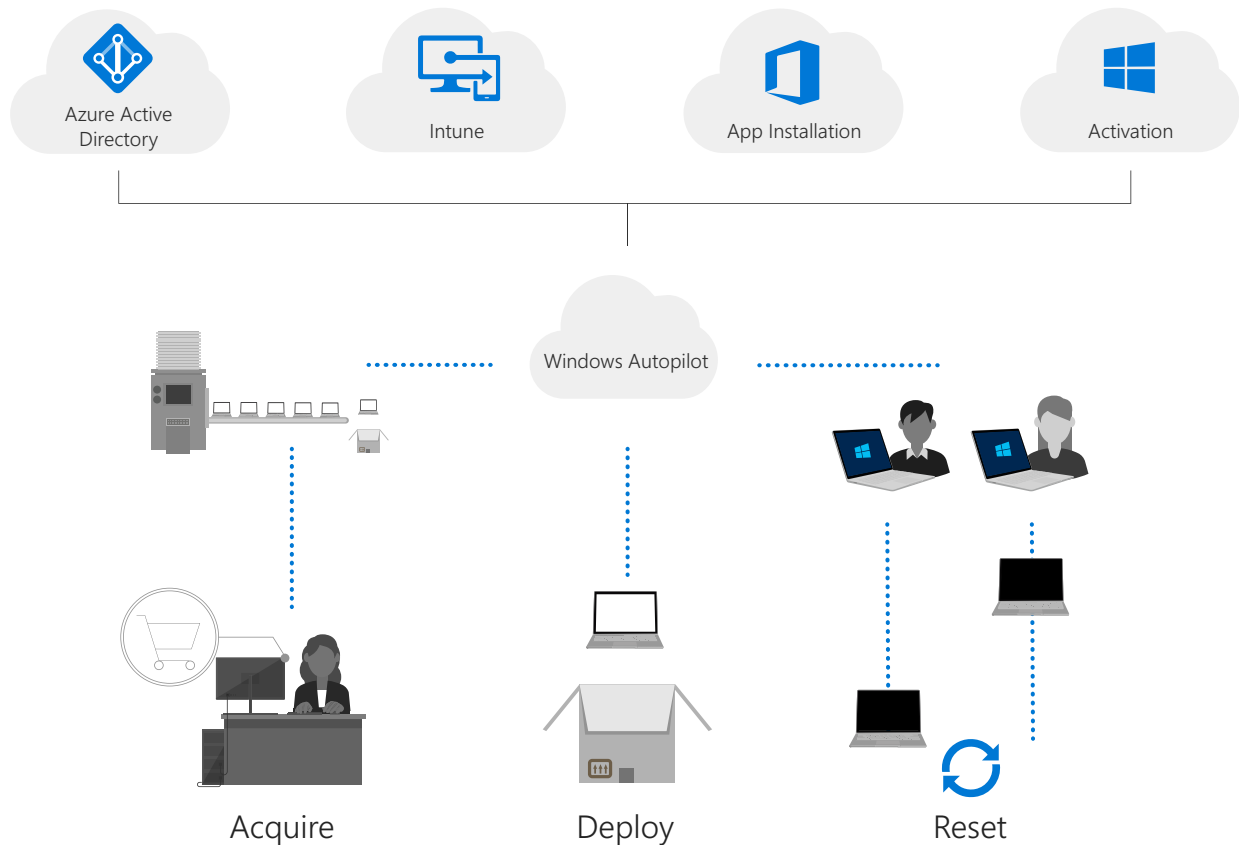 Azure Active
Directory
Intune
App Installation
Activation
Windows Autopilot
Acquire
Deploy
Reset